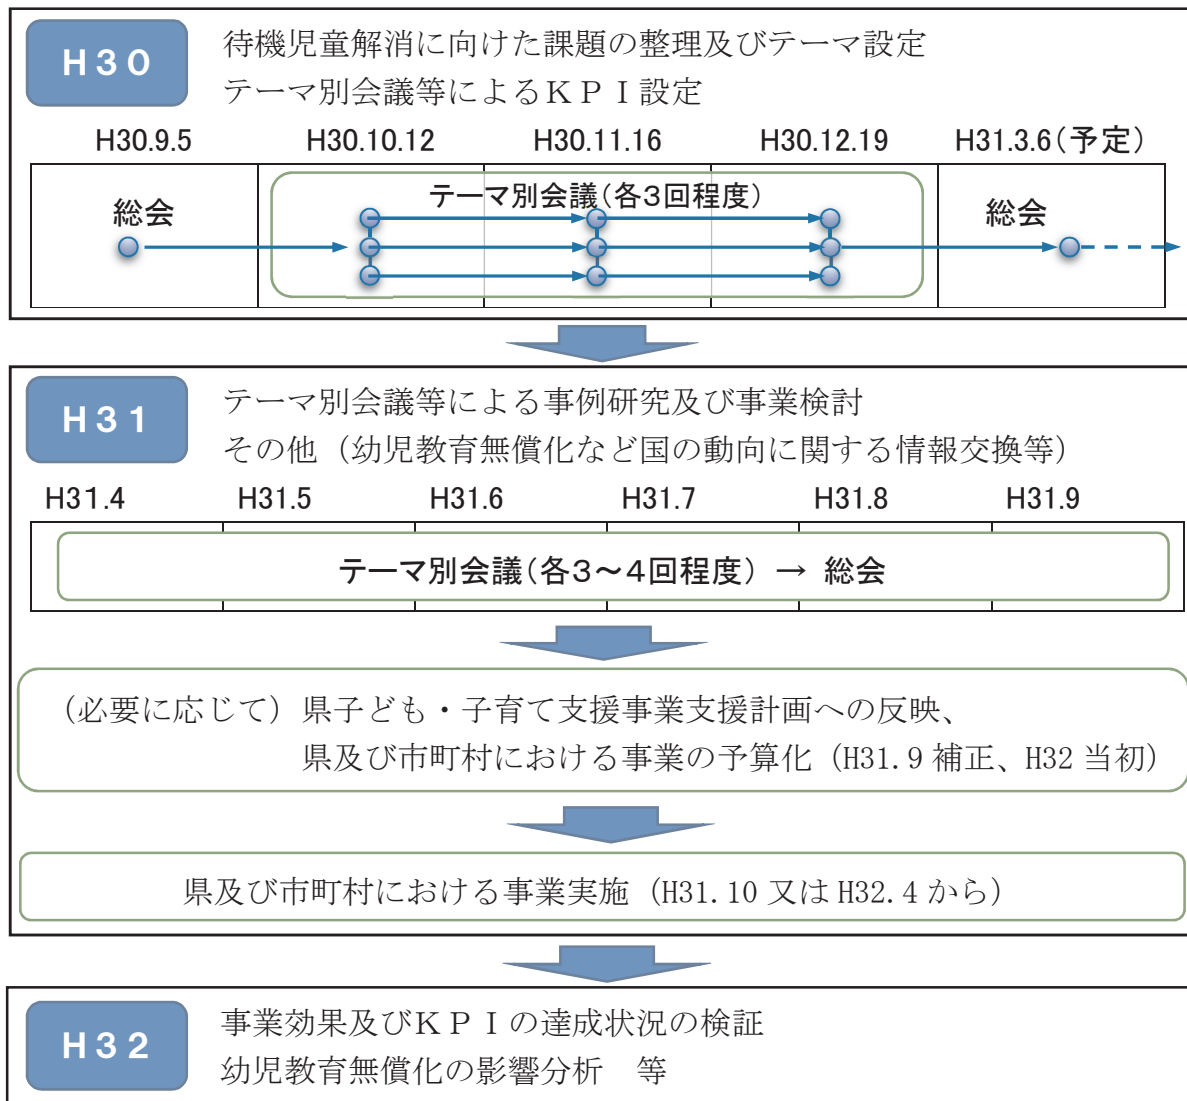 H30
待機児童解消に向けた課題の整理及びテーマ設定
テーマ別会議等によるＫＰＩ設定
H30.9.5 H30.10.12 H30.11.16 H30.12.19 H31.3.6(予定)
総会 テーマ別会議(各3回程度) 総会
H31
テーマ別会議等による事例研究及び事業検討
その他（幼児教育無償化など国の動向に関する情報交換等）
H31.4 H31.5 H31.6 H31.7 H31.8 H31.9
テーマ別会議(各3～4回程度) → 総会
（必要に応じて）県子ども・子育て支援事業支援計画への反映、
県及び市町村における事業の予算化（H31.9 補正、H32 当初）
県及び市町村における事業実施（H31.10 又は H32.4 から）
H32
事業効果及びＫＰＩの達成状況の検証
幼児教育無償化の影響分析　等